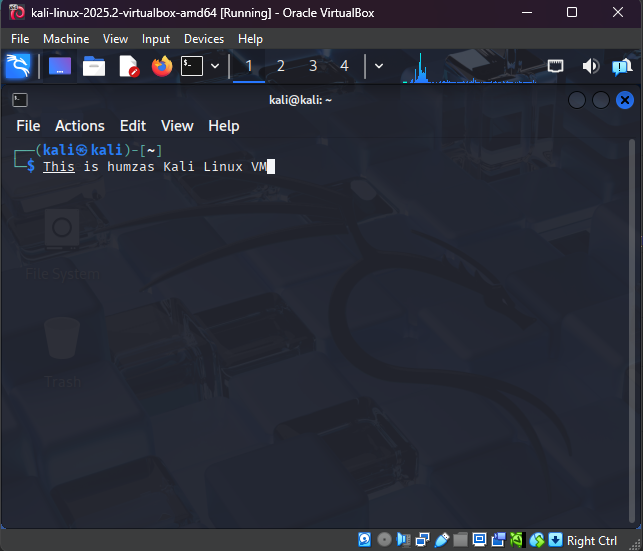 kali-linux-2025.2-virtualbox-amd64 [Running] - Oracle VirtualBox
File Machine View Input Devices Help
1 2 3 4
kali@kali: ~
File Actions Edit View Help
┌──(kali㉿kali)-[~]
└─$ This is humzas Kali Linux VM
File System
Trash
Right Ctrl